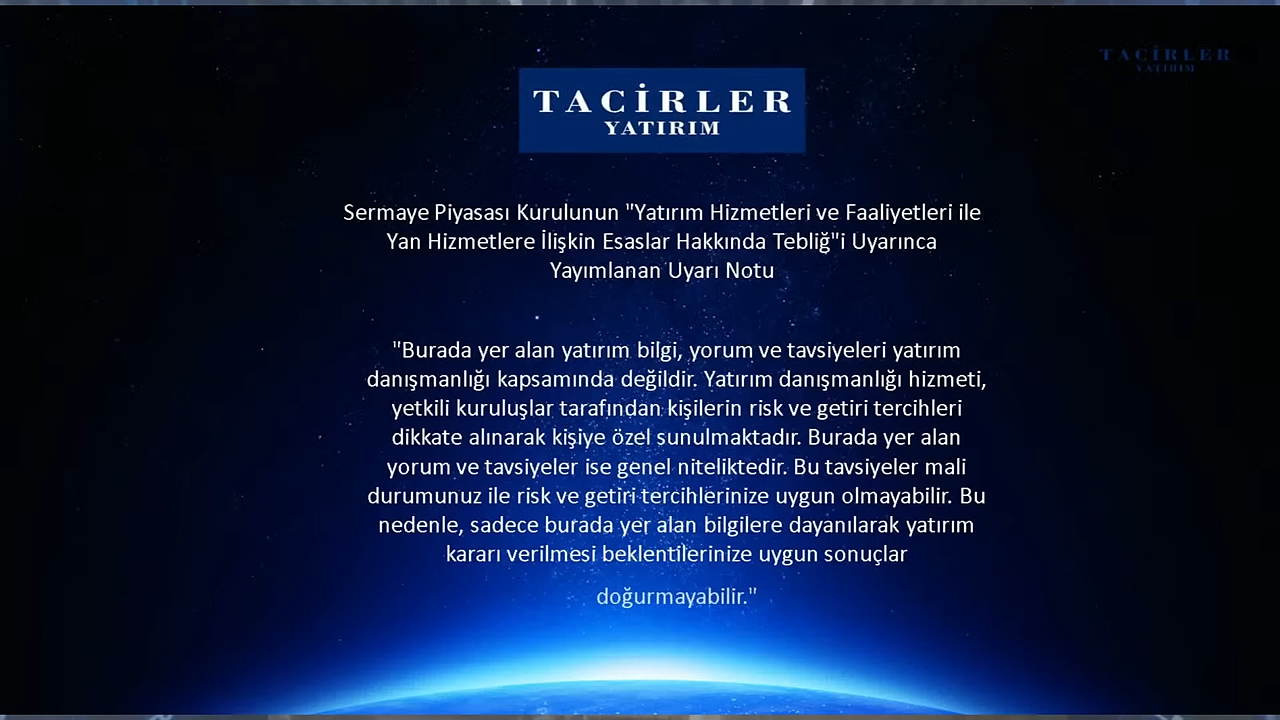 TACİRLER
YATIRIM
TACİRLER
YATIRIM
Sermaye Piyasası Kurulunun "Yatırım Hizmetleri ve Faaliyetleri ile
Yan Hizmetlere İlişkin Esaslar Hakkında Tebliğ"i Uyarınca
Yayımlanan Uyarı Notu
"Burada yer alan yatırım bilgi, yorum ve tavsiyeleri yatırım
danışmanlığı kapsamında değildir. Yatırım danışmanlığı hizmeti,
yetkili kuruluşlar tarafından kişilerin risk ve getiri tercihleri
dikkate alınarak kişiye özel sunulmaktadır. Burada yer alan
yorum ve tavsiyeler ise genel niteliktedir. Bu tavsiyeler mali
durumunuz ile risk ve getiri tercihlerinize uygun olmayabilir. Bu
nedenle, sadece burada yer alan bilgilere dayanılarak yatırım
kararı verilmesi beklentilerinize uygun sonuçlar
doğurmayabilir."